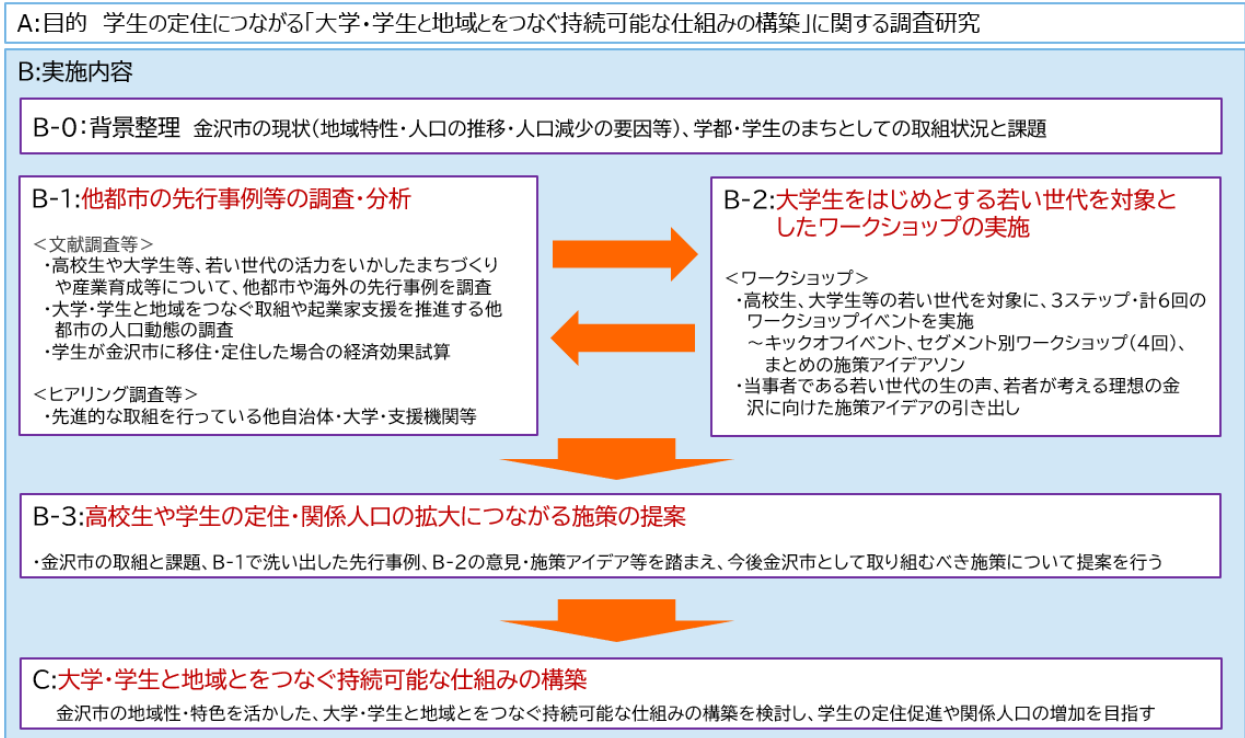 A:目的　学生の定住につながる「大学・学生と地域とをつなぐ持続可能な仕組みの構築」に関する調査研究
B:実施内容
B-0:背景整理　金沢市の現状(地域特性・人口の推移・人口減少の要因等)、学都・学生のまちとしての取組状況と課題
B-1:他都市の先行事例等の調査・分析
<文献調査等>
・高校生や大学生等、若い世代の活力をいかしたまちづくり
や産業育成等について、他都市や海外の先行事例を調査
・大学・学生と地域をつなぐ取組や起業家支援を推進する他
都市の人口動態の調査
・学生が金沢市に移住・定住した場合の経済効果試算
<ヒアリング調査等>
・先進的な取組を行っている他自治体・大学・支援機関等
B-2:大学生をはじめとする若い世代を対象と
したワークショップの実施
<ワークショップ>
・高校生、大学生等の若い世代を対象に、3ステップ・計6回の
ワークショップイベントを実施
～キックオフイベント、セグメント別ワークショップ(4回)、
まとめの施策アイデアソン
・当事者である若い世代の生の声、若者が考える理想の金
沢に向けた施策アイデアの引き出し
B-3:高校生や学生の定住・関係人口の拡大につながる施策の提案
・金沢市の取組と課題、B-1で洗い出した先行事例、B-2の意見・施策アイデア等を踏まえ、今後金沢市として取り組むべき施策について提案を行う
C:大学・学生と地域とをつなぐ持続可能な仕組みの構築
金沢市の地域性・特色を活かした、大学・学生と地域とをつなぐ持続可能な仕組みの構築を検討し、学生の定住促進や関係人口の増加を目指す